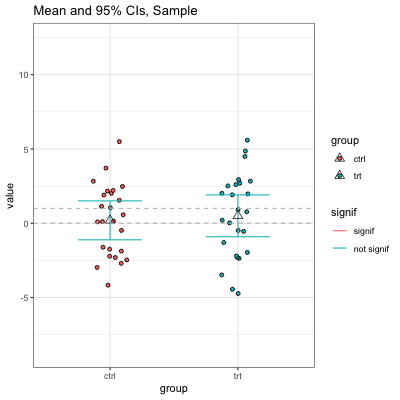 Mean and 95% CIs, Sample
10
5
0
-5
value
ctrl
trt
group
group
ctrl
trt
signif
signif
not signif